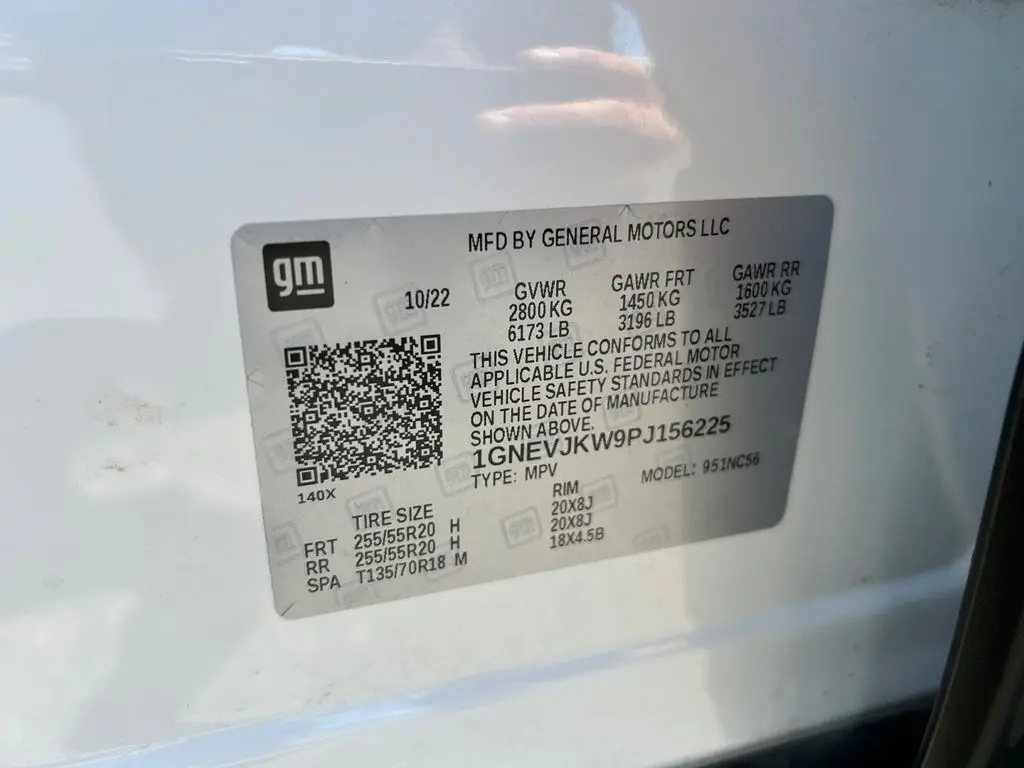 gm
MFD BY GENERAL MOTORS LLC
10/22
GVWR
2800 KG
6173 LB
GAWR FRT
1450 KG
3196 LB
GAWR RR
1600 KG
3527 LB
THIS VEHICLE CONFORMS TO ALL
APPLICABLE U.S. FEDERAL MOTOR
VEHICLE SAFETY STANDARDS IN EFFECT
ON THE DATE OF MANUFACTURE
SHOWN ABOVE.
1GNEVJKW9PJ156225
TYPE: MPV MODEL: 951NC56
140X
TIRE SIZE RIM
FRT 255/55R20 H 20X8J
RR 255/55R20 H 20X8J
SPA T135/70R18 M 18X4.5B